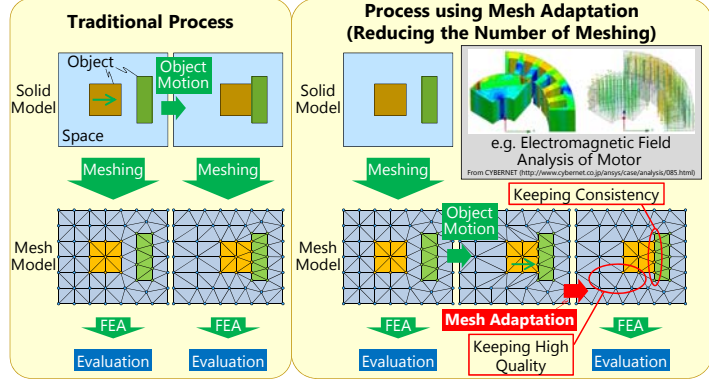 Traditional Process
Object
Solid Model
Object
Motion
Space
Meshing
Meshing
Mesh
Model
FEA
FEA
Evaluation
Evaluation
Process using Mesh Adaptation
(Reducing the Number of Meshing)
Solid
Model
e.g. Electromagnetic Field
Analysis of Motor
From CYBERNET (http://www.cybernet.co.jp/ansys/case/analysis/085.html)
Meshing
Keeping Consistency
Object
Motion
Mesh
Model
Mesh Adaptation
FEA
Keeping High
Quality
FEA
Evaluation
Evaluation